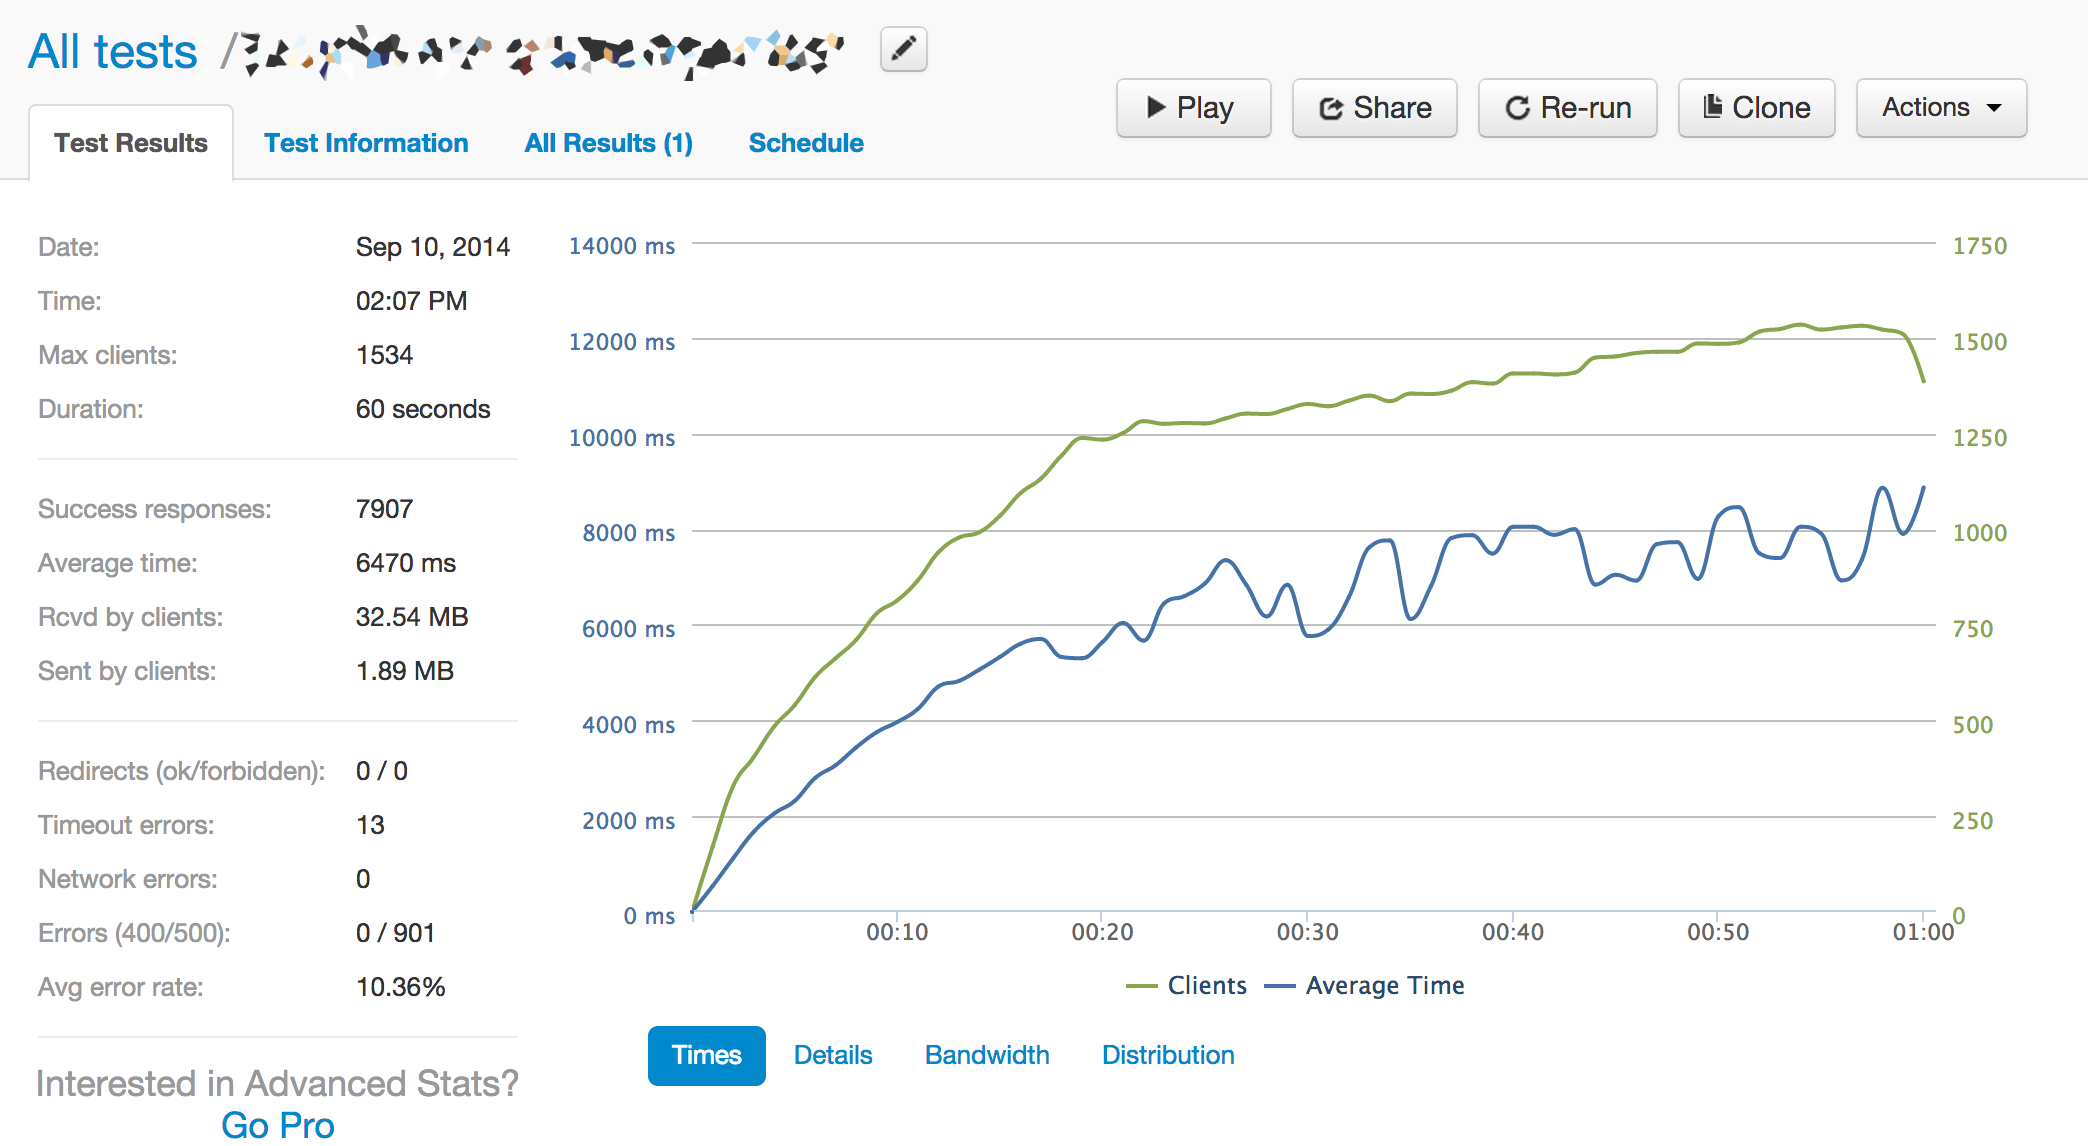 All tests /
Play Share Re-run Clone Actions
Test Results Test Information All Results (1) Schedule
Date: Sep 10, 2014
Time: 02:07 PM
Max clients: 1534
Duration: 60 seconds
Success responses: 7907
Average time: 6470 ms
Rcvd by clients: 32.54 MB
Sent by clients: 1.89 MB
Redirects (ok/forbidden): 0 / 0
Timeout errors: 13
Network errors: 0
Errors (400/500): 0 / 901
Avg error rate: 10.36%
Interested in Advanced Stats?
Go Pro
14000 ms 1750
12000 ms 1500
10000 ms 1250
8000 ms 1000
6000 ms 750
4000 ms 500
2000 ms 250
0 ms 0
00:10 00:20 00:30 00:40 00:50 01:00
Clients Average Time
Times Details Bandwidth Distribution